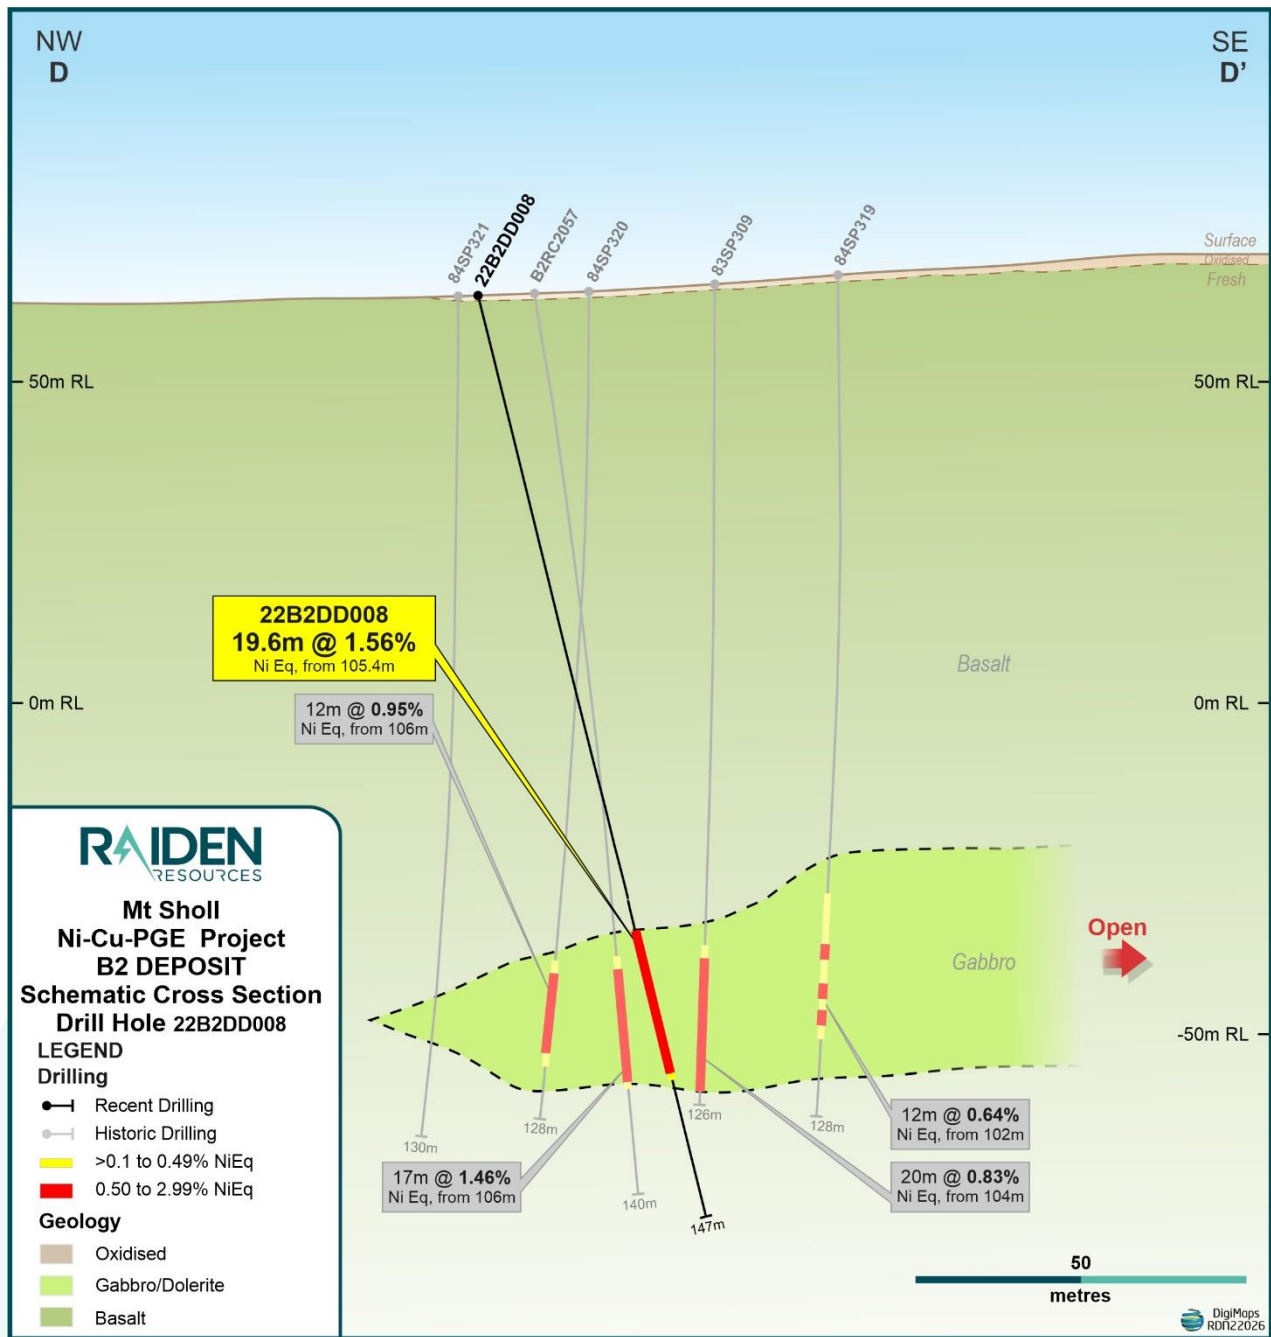 NW
D
SE
D’
84SP321
22B2DD008
B2RC2057
84SP320
83SP309
84SP319
Surface
Oxidised
Fresh
50m RL
50m RL
22B2DD008
19.6m @ 1.56%
Ni Eq, from 105.4m
Basalt
12m @ 0.95%
Ni Eq, from 106m
0m RL
0m RL
Open
Gabbro
-50m RL
130m
128m
126m
128m
12m @ 0.64%
Ni Eq, from 102m
17m @ 1.46%
Ni Eq, from 106m
20m @ 0.83%
Ni Eq, from 104m
140m
147m
RAIDEN
RESOURCES
Mt Sholl
Ni-Cu-PGE Project
B2 DEPOSIT
Schematic Cross Section
Drill Hole 22B2DD008
LEGEND
Drilling
Recent Drilling
Historic Drilling
>0.1 to 0.49% NiEq
0.50 to 2.99% NiEq
Geology
Oxidised
Gabbro/Dolerite
Basalt
50
metres
DigiMaps
RDN22026